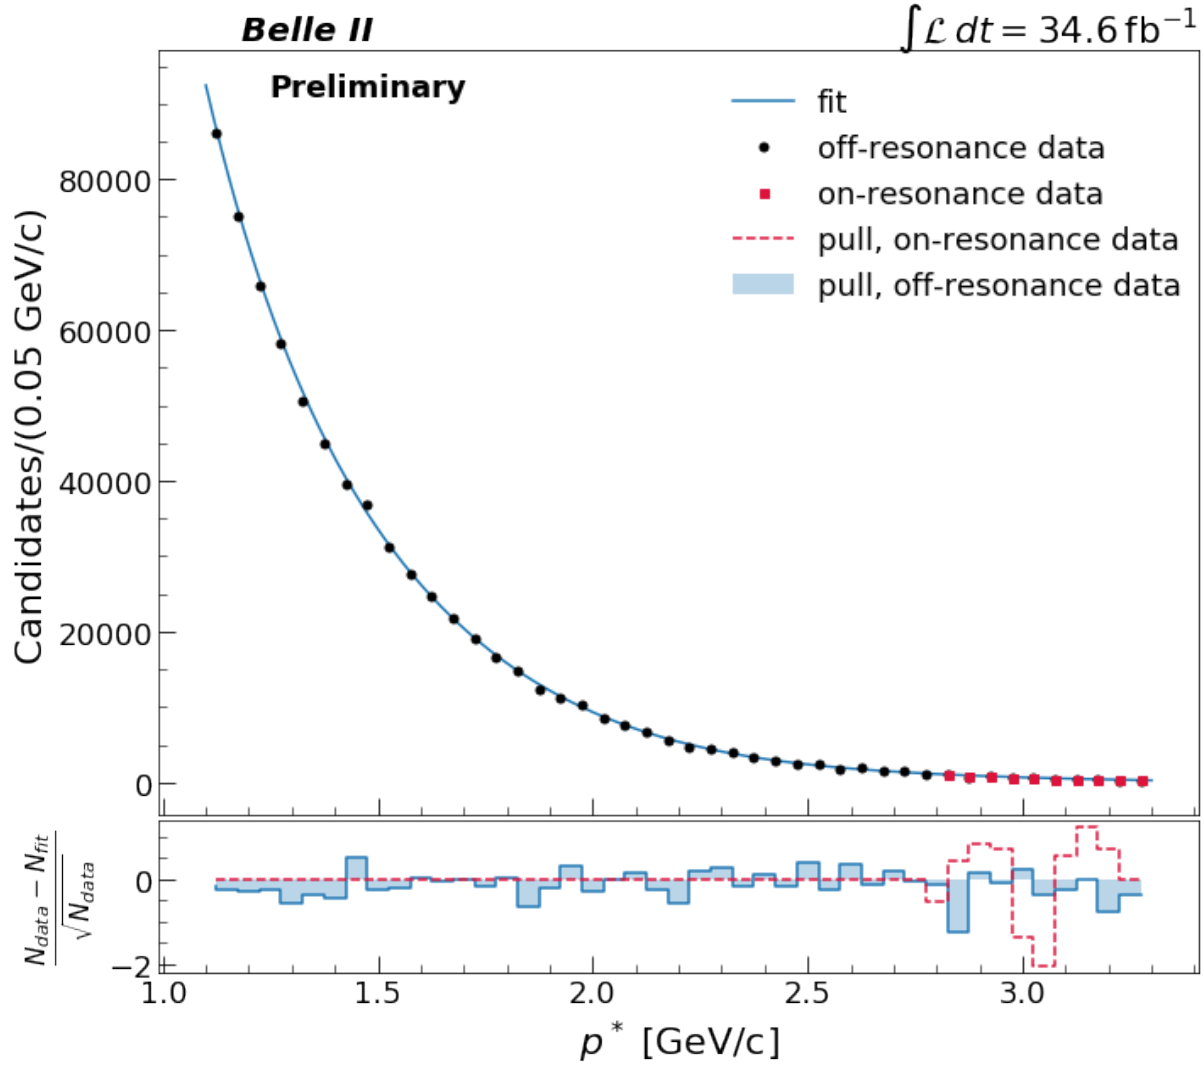 Belle II
∫ℒ dt = 34.6 fb⁻¹
Preliminary
fit
off-resonance data
on-resonance data
pull, on-resonance data
pull, off-resonance data
Candidates/(0.05 GeV/c)
80000
60000
40000
20000
0
N_data − N_fit
√N_data
0
−2
1.0 1.5 2.0 2.5 3.0
p* [GeV/c]